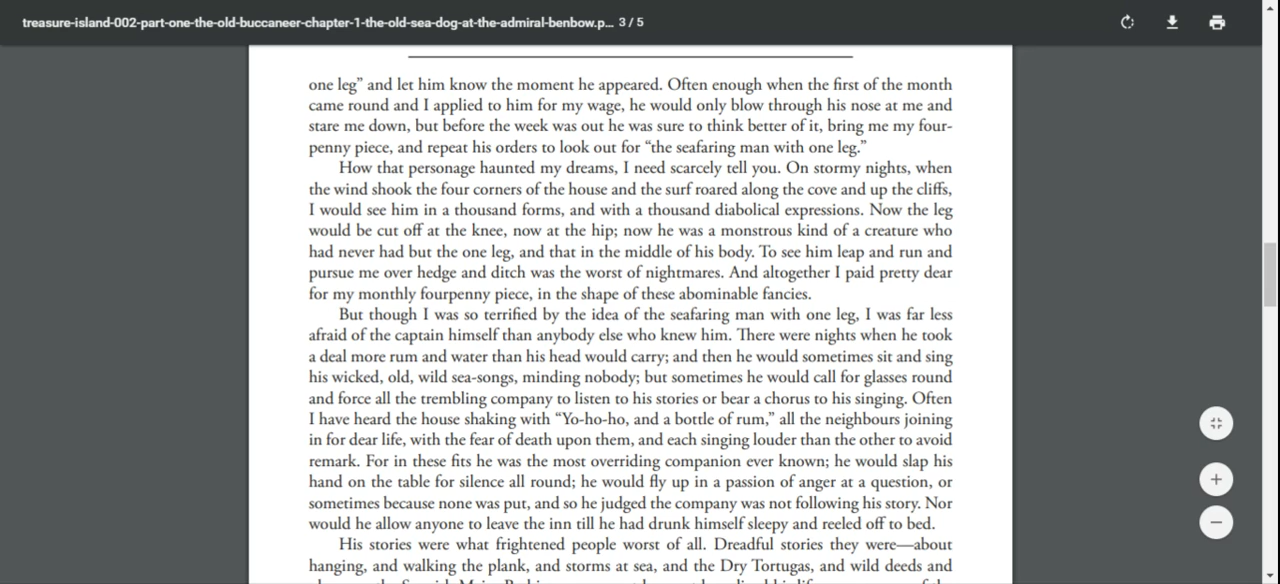 treasure-island-002-part-one-the-old-buccaneer-chapter-1-the-old-sea-dog-at-the-admiral-benbow.p... 3 / 5
one leg” and let him know the moment he appeared. Often enough when the first of the month
came round and I applied to him for my wage, he would only blow through his nose at me and
stare me down, but before the week was out he was sure to think better of it, bring me my four-
penny piece, and repeat his orders to look out for “the seafaring man with one leg.”
How that personage haunted my dreams, I need scarcely tell you. On stormy nights, when
the wind shook the four corners of the house and the surf roared along the cove and up the cliffs,
I would see him in a thousand forms, and with a thousand diabolical expressions. Now the leg
would be cut off at the knee, now at the hip; now he was a monstrous kind of a creature who
had never had but the one leg, and that in the middle of his body. To see him leap and run and
pursue me over hedge and ditch was the worst of nightmares. And altogether I paid pretty dear
for my monthly fourpenny piece, in the shape of these abominable fancies.
But though I was so terrified by the idea of the seafaring man with one leg, I was far less
afraid of the captain himself than anybody else who knew him. There were nights when he took
a deal more rum and water than his head would carry; and then he would sometimes sit and sing
his wicked, old, wild sea-songs, minding nobody; but sometimes he would call for glasses round
and force all the trembling company to listen to his stories or bear a chorus to his singing. Often
I have heard the house shaking with “Yo-ho-ho, and a bottle of rum,” all the neighbours joining
in for dear life, with the fear of death upon them, and each singing louder than the other to avoid
remark. For in these fits he was the most overriding companion ever known; he would slap his
hand on the table for silence all round; he would fly up in a passion of anger at a question, or
sometimes because none was put, and so he judged the company was not following his story. Nor
would he allow anyone to leave the inn till he had drunk himself sleepy and reeled off to bed.
His stories were what frightened people worst of all. Dreadful stories they were—about
hanging, and walking the plank, and storms at sea, and the Dry Tortugas, and wild deeds and